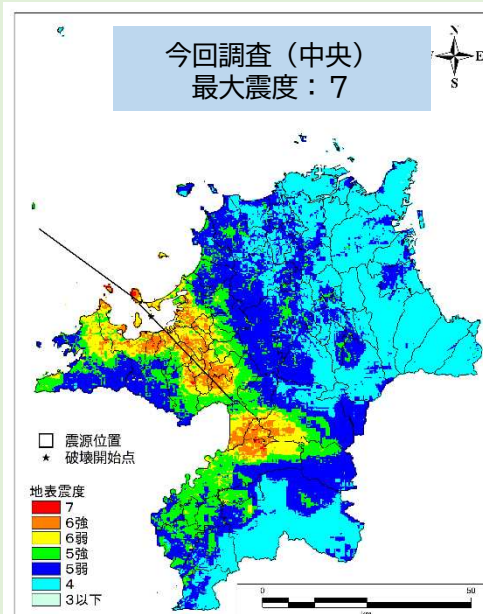 今回調査（中央）
最大震度：７
N
E
S
震源位置
破壊開始点
地表震度
7
6強
6弱
5強
5弱
4
3以下
0
50